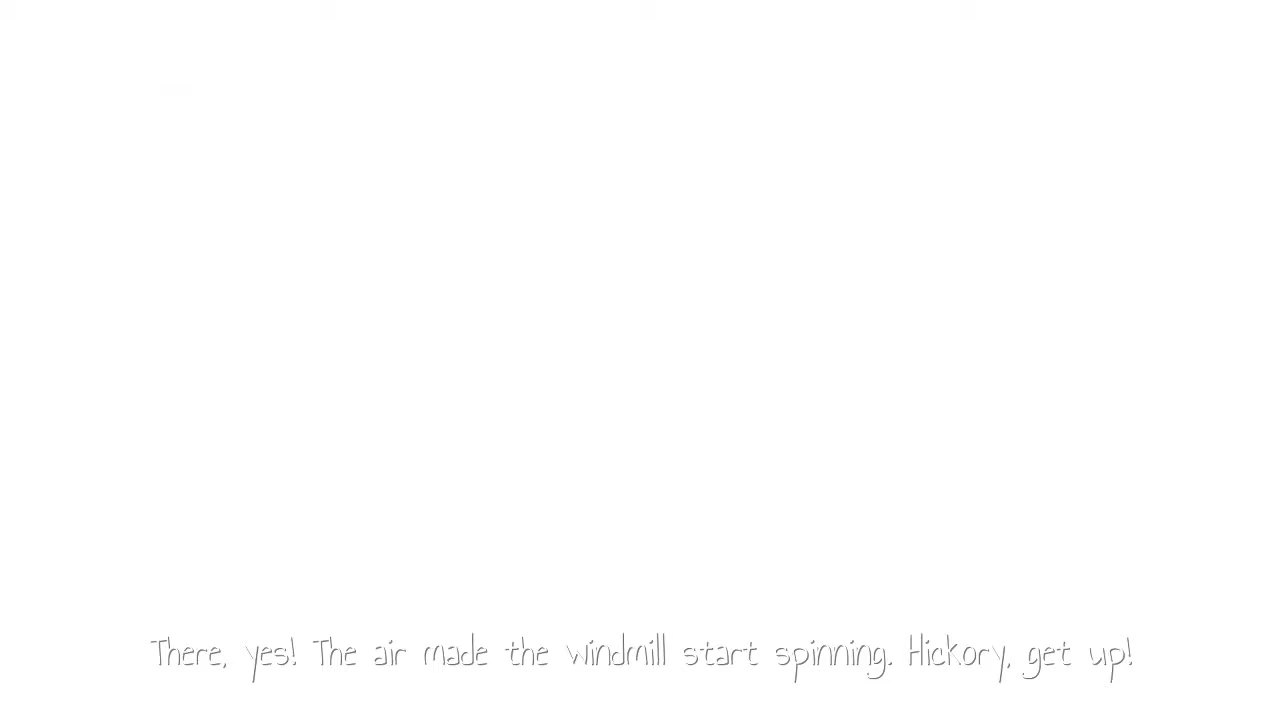 There, yes! The air made the windmill start spinning. Hickory, get up!